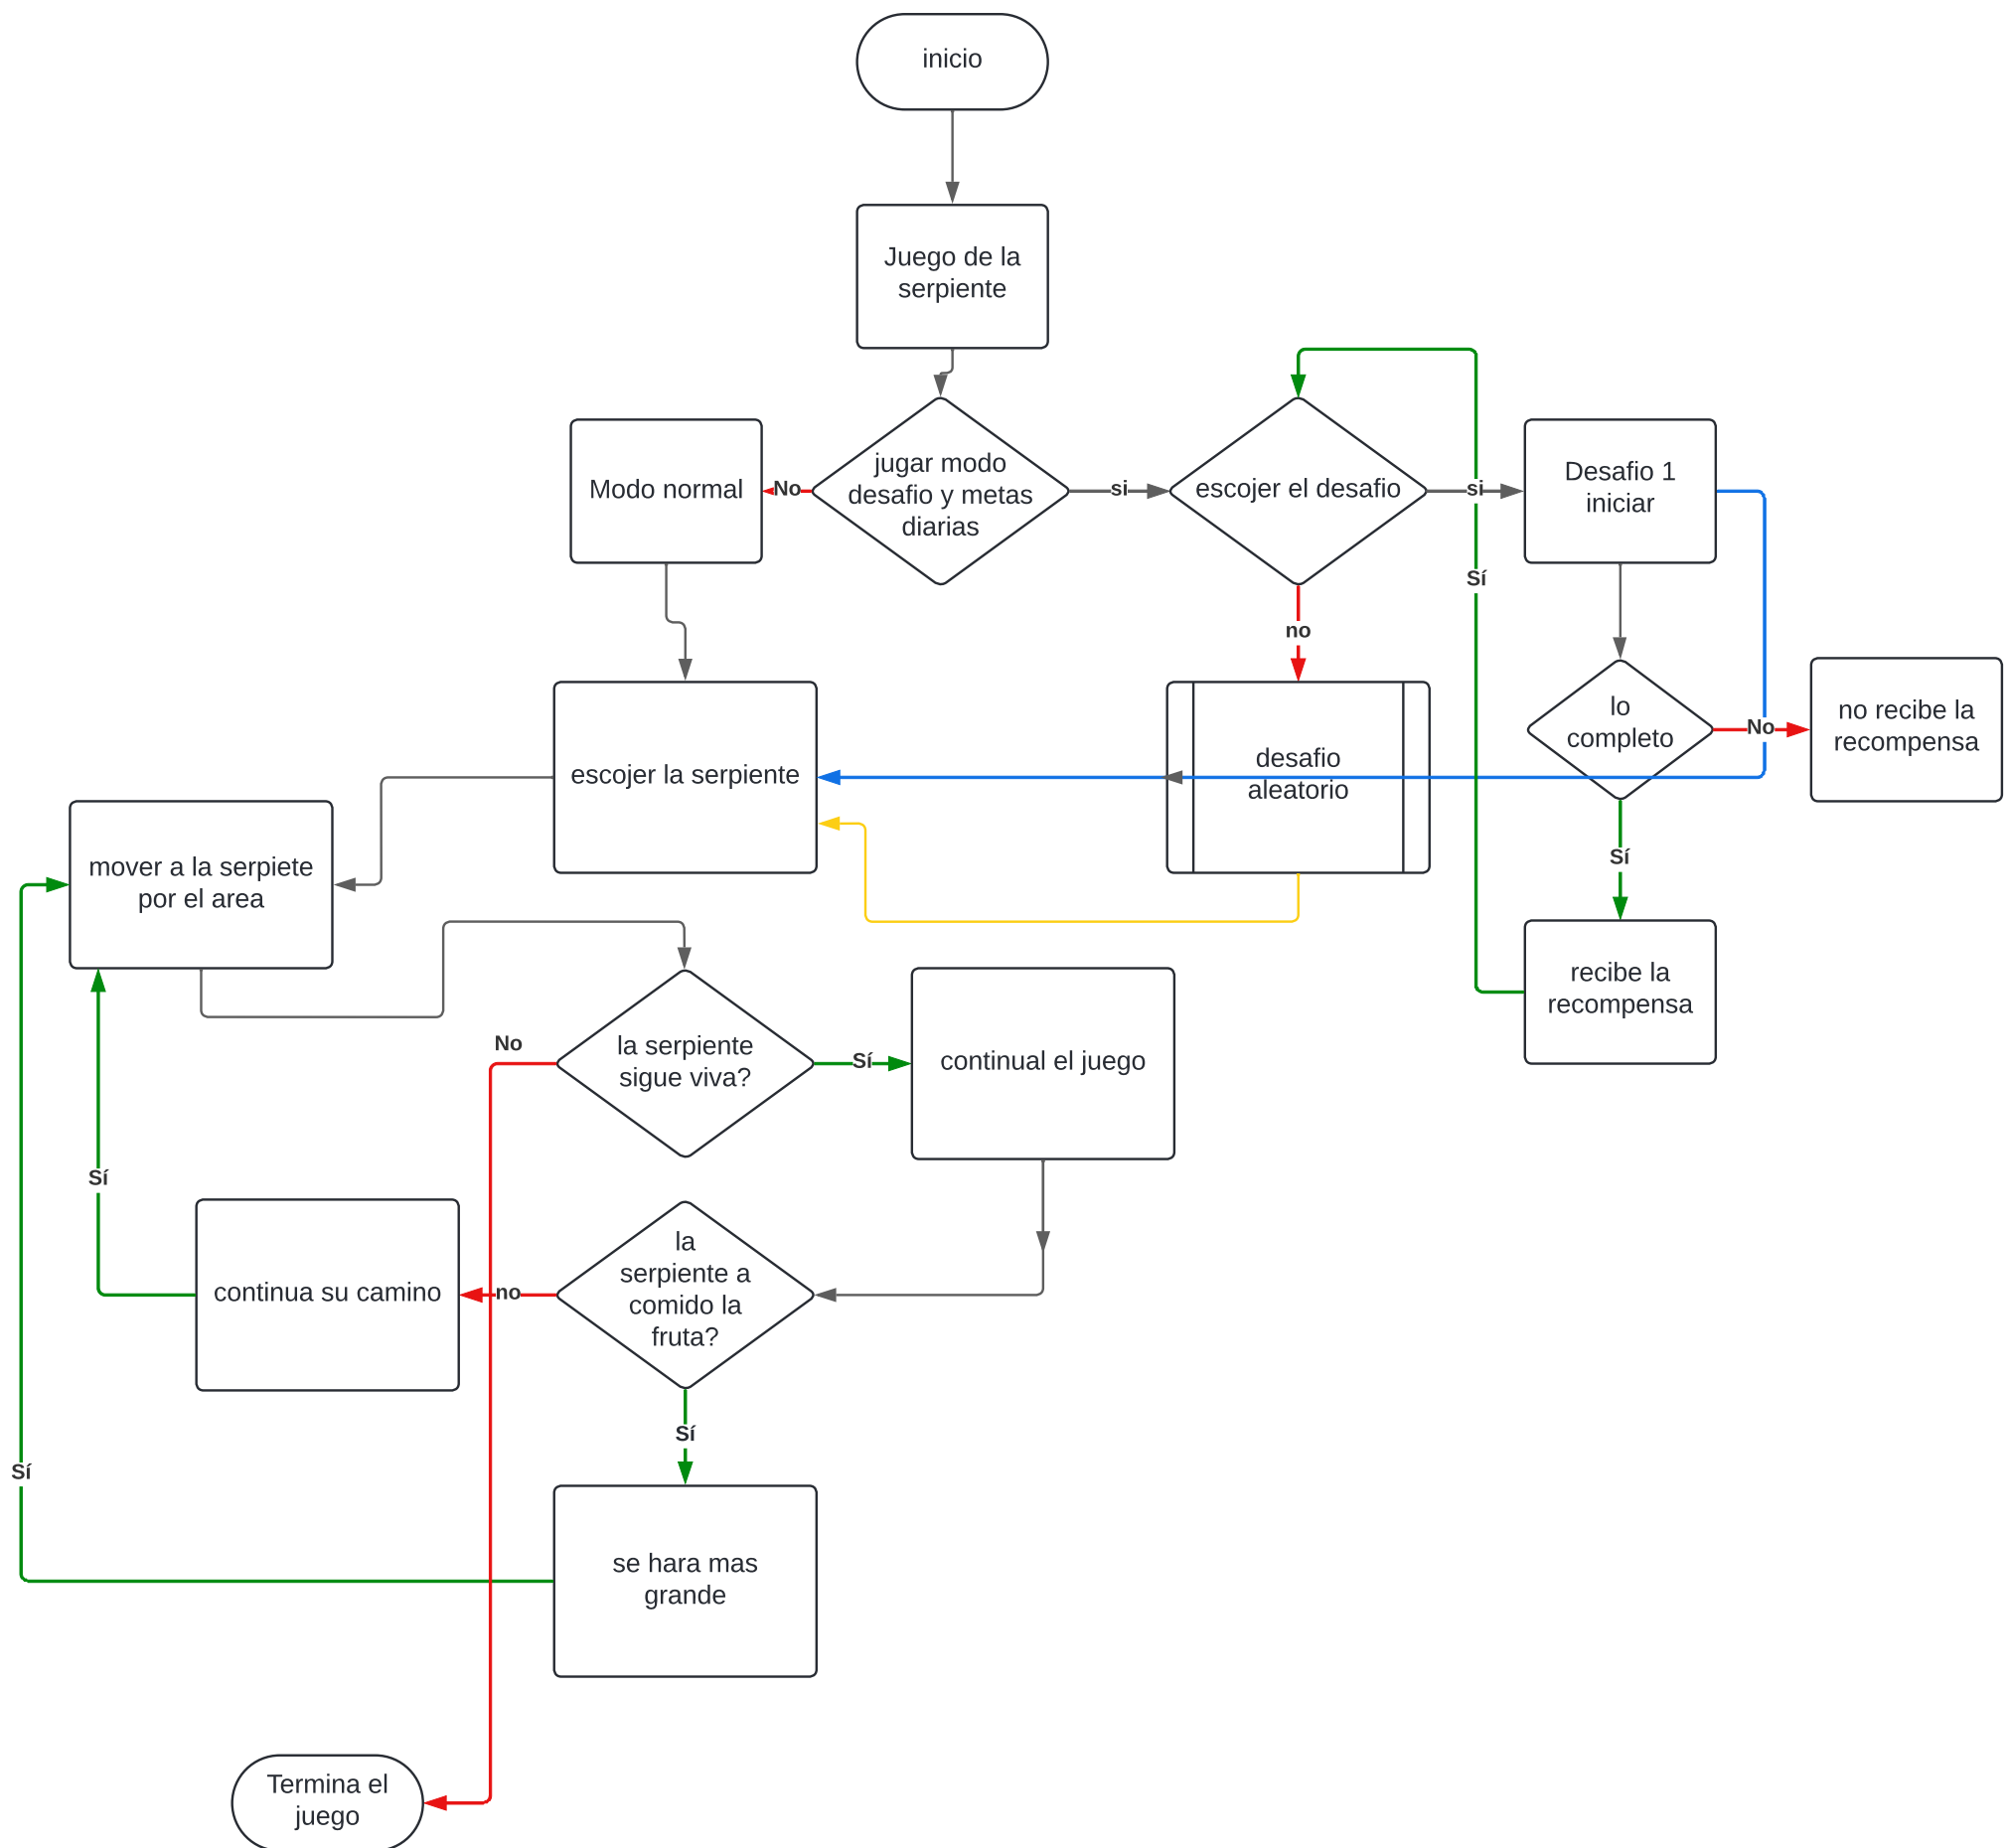 inicio
Juego de la
serpiente
Modo normal
No
jugar modo
desafio y metas
diarias
si
escojer el desafio
si
Desafio 1
iniciar
Sí
no
lo
completo
No
no recibe la
recompensa
escojer la serpiente
desafio
aleatorio
mover a la serpiete
por el area
Sí
recibe la
recompensa
No
la serpiente
sigue viva?
Sí
continual el juego
Sí
continua su camino
no
la
serpiente a
comido la
fruta?
Sí
Sí
se hara mas
grande
Termina el
juego